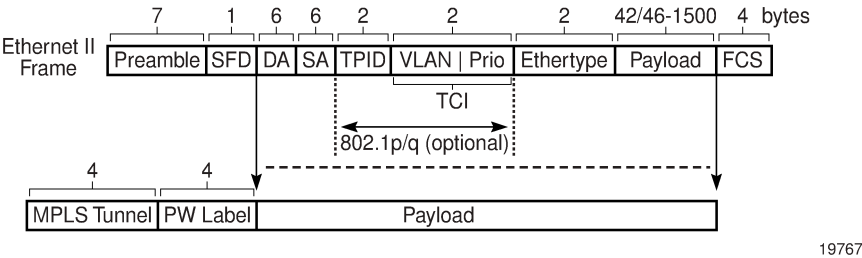 7 1 6 6 2 2 2 42/46-1500 4 bytes
Ethernet II
Frame
Preamble SFD DA SA TPID VLAN | Prio Ethertype Payload FCS
TCI
802.1p/q (optional)
4 4
MPLS Tunnel PW Label Payload
19767